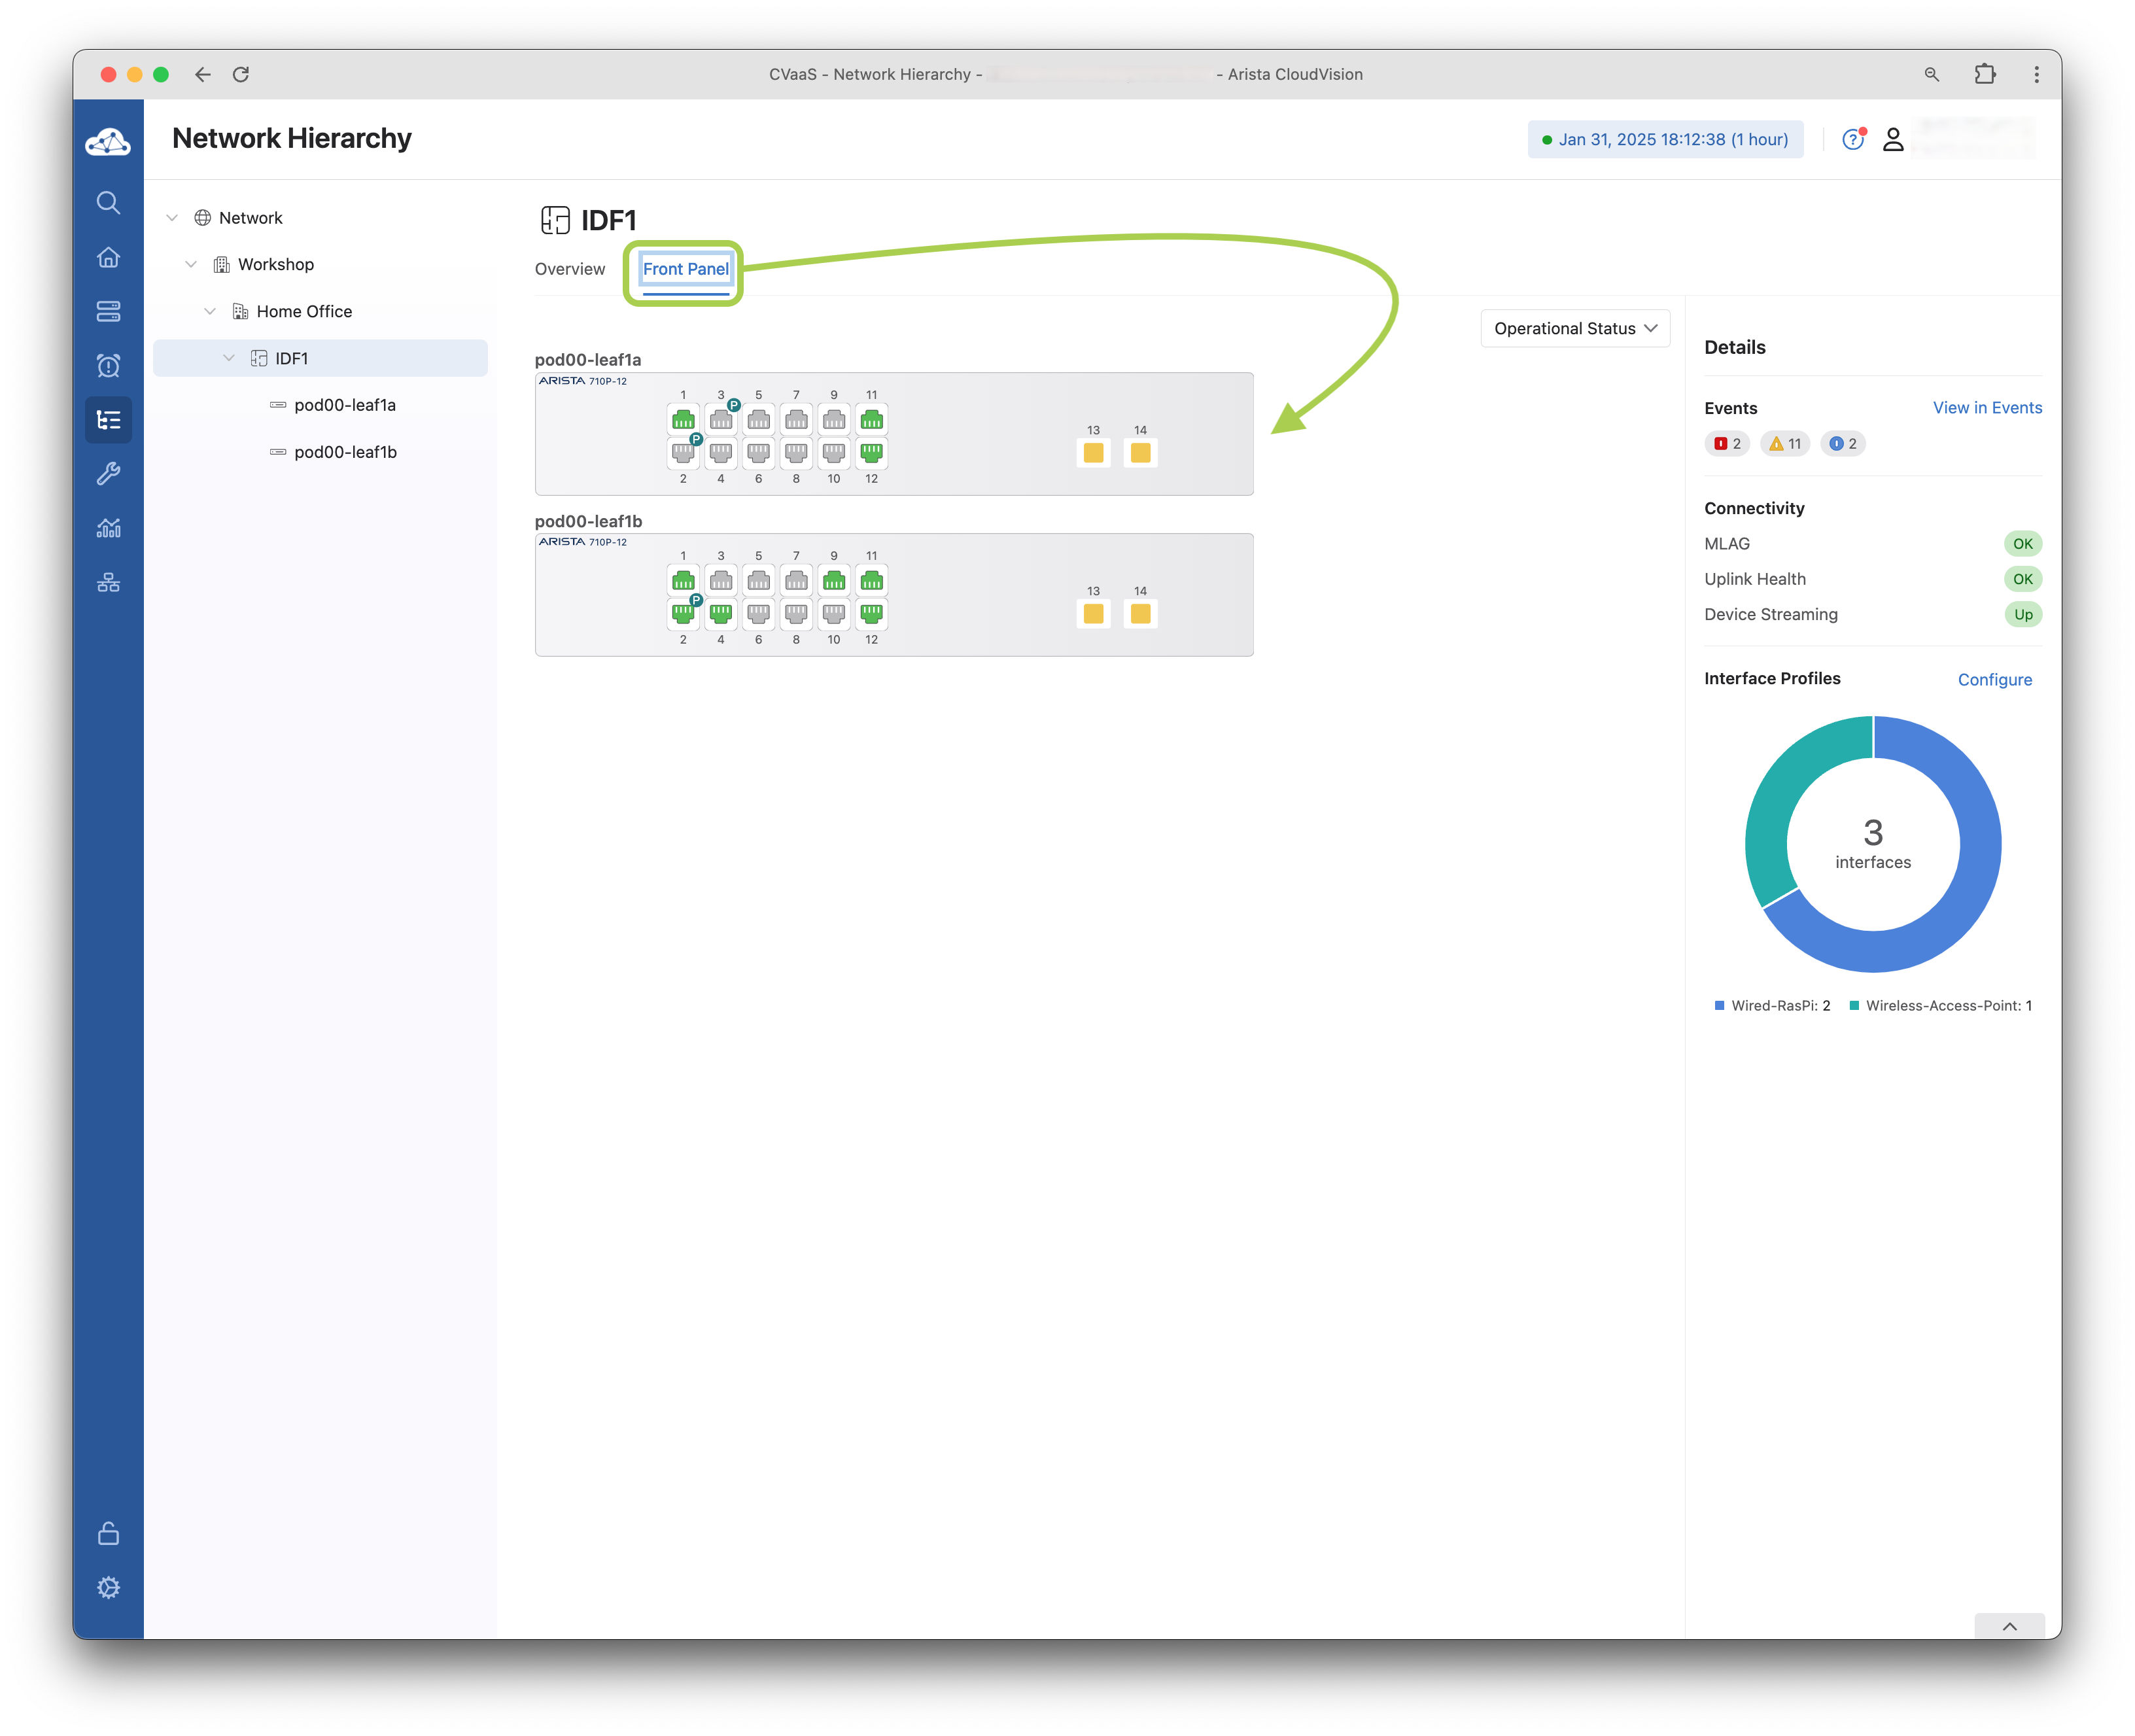 CVaaS - Network Hierarchy -
- Arista CloudVision
Network Hierarchy
Jan 31, 2025 18:12:38 (1 hour)
?
Network
Workshop
Home Office
IDF1
pod00-leaf1a
pod00-leaf1b
IDF1
Overview
Front Panel
Operational Status
pod00-leaf1a
ARISTA 710P-12
1 3 5 7 9 11
P
P
13 14
2 4 6 8 10 12
pod00-leaf1b
ARISTA 710P-12
1 3 5 7 9 11
P
13 14
2 4 6 8 10 12
Details
Events View in Events
2 11 2
Connectivity
MLAG OK
Uplink Health OK
Device Streaming Up
Interface Profiles Configure
3
interfaces
Wired-RasPi: 2 Wireless-Access-Point: 1